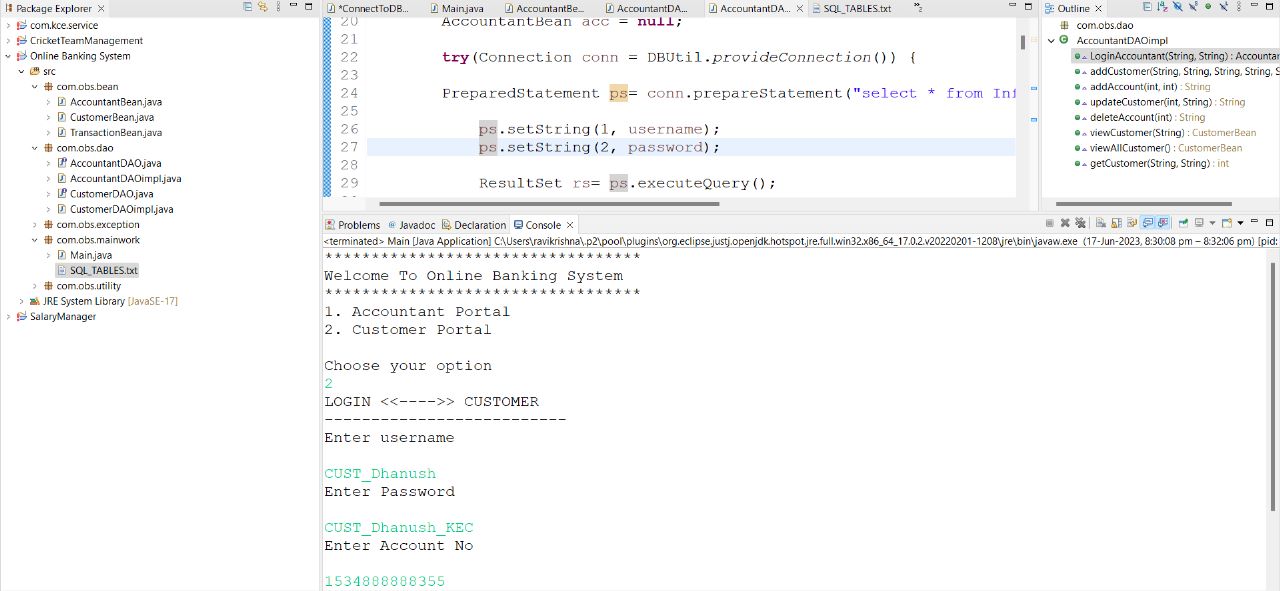 Package Explorer
com.kce.service
CricketTeamManagement
Online Banking System
src
com.obs.bean
AccountantBean.java
CustomerBean.java
TransactionBean.java
com.obs.dao
AccountantDAO.java
AccountantDAOimpl.java
CustomerDAO.java
CustomerDAOimpl.java
com.obs.exception
com.obs.mainwork
Main.java
SQL_TABLES.txt
com.obs.utility
JRE System Library [JavaSE-17]
SalaryManager
*ConnectToDB... Main.java AccountantBe... AccountantDA... AccountantDA... SQL_TABLES.txt
20 AccountantBean acc = null;
21
22 try(Connection conn = DBUtil.provideConnection()) {
23
24 PreparedStatement ps= conn.prepareStatement("select * from Inf
25
26 ps.setString(1, username);
27 ps.setString(2, password);
28
29 ResultSet rs= ps.executeQuery();
Outline
com.obs.dao
AccountantDAOimpl
LoginAccountant(String, String) : Accountan
addCustomer(String, String, String, String, S
addAccount(int, int) : String
updateCustomer(int, String) : String
deleteAccount(int) : String
viewCustomer(String) : CustomerBean
viewAllCustomer() : CustomerBean
getCustomer(String, String) : int
Problems @ Javadoc Declaration Console
<terminated> Main [Java Application] C:\Users\ravikrishna\.p2\pool\plugins\org.eclipse.justj.openjdk.hotspot.jre.full.win32.x86_64_17.0.2.v20220201-1208\jre\bin\javaw.exe (17-Jun-2023, 8:30:08 pm – 8:32:06 pm) [pid:
**********************************
Welcome To Online Banking System
**********************************
1. Accountant Portal
2. Customer Portal
Choose your option
2
LOGIN <<---->> CUSTOMER
--------------------------
Enter username
CUST_Dhanush
Enter Password
CUST_Dhanush_KEC
Enter Account No
1534888888355